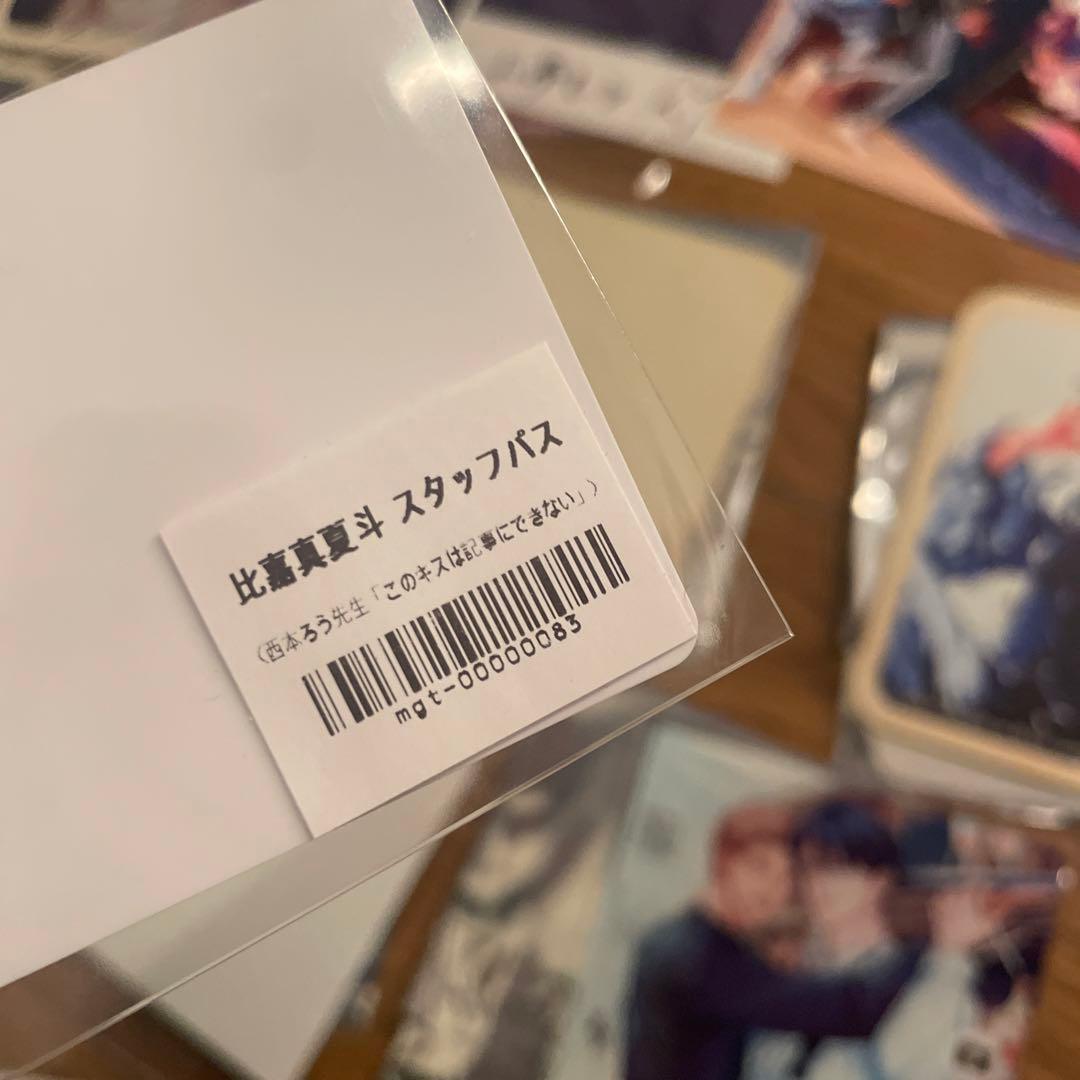 比嘉真夏斗 スタッフパス
（西本ろう先生「このキスは記事にできない」）
mgt-00000083